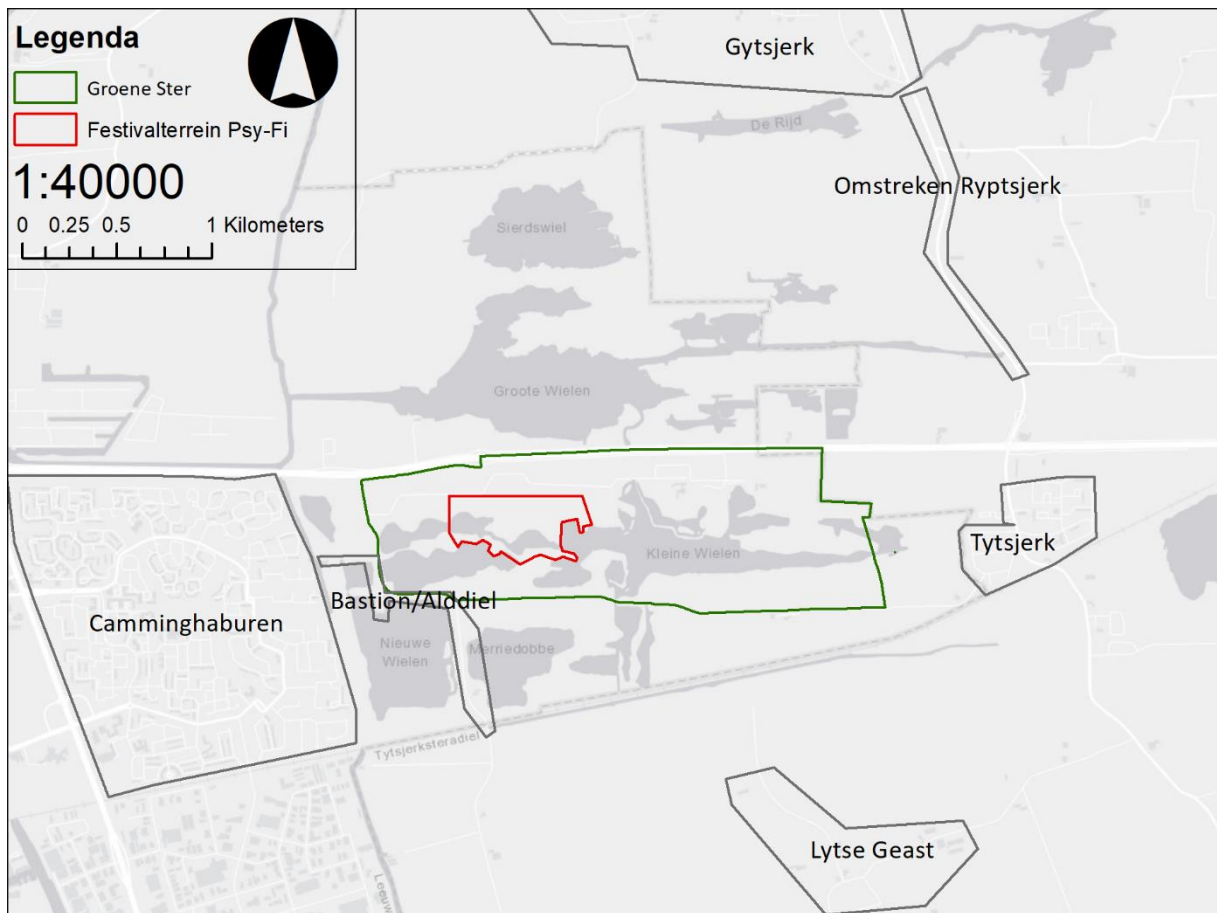 Legenda
Groene Ster
Festivalterrein Psy-Fi
1:40000
0 0.25 0.5 1 Kilometers
Gytsjerk
De Rijd
Omstreken Ryptsjerk
Sierdswiel
Groote Wielen
Kleine Wielen
Tytsjerk
Bastion/Alddiel
Camminghaburen
Nieuwe
Wielen
Merriedobbe
Tytsjerksteradiel
Lytse Geast
Leeuw